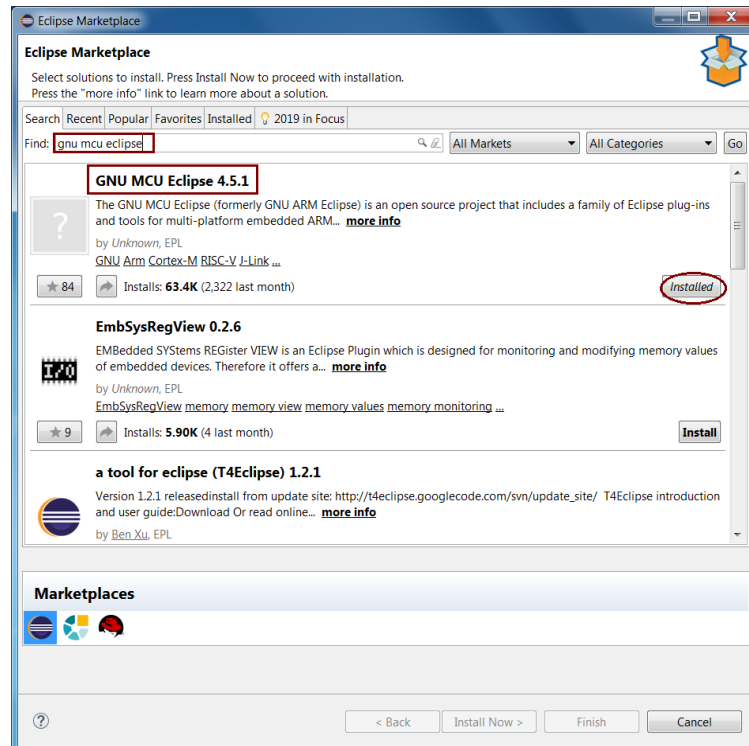 Eclipse Marketplace
Eclipse Marketplace
Select solutions to install. Press Install Now to proceed with installation.
Press the "more info" link to learn more about a solution.
Search Recent Popular Favorites Installed 2019 in Focus
Find: gnu mcu eclipse All Markets All Categories Go
GNU MCU Eclipse 4.5.1
The GNU MCU Eclipse (formerly GNU ARM Eclipse) is an open source project that includes a family of Eclipse plug-ins
and tools for multi-platform embedded ARM... more info
by Unknown, EPL
GNU Arm Cortex-M RISC-V J-Link ...
84 Installs: 63.4K (2,322 last month) Installed
EmbSysRegView 0.2.6
EMBedded SYStems REGister VIEW is an Eclipse Plugin which is designed for monitoring and modifying memory values
of embedded devices. Therefore it offers a... more info
by Unknown, EPL
EmbSysRegView memory memory view memory values memory monitoring ...
I/O
9 Installs: 5.90K (4 last month) Install
a tool for eclipse (T4Eclipse) 1.2.1
Version 1.2.1 releasedinstall from update site: http://t4eclipse.googlecode.com/svn/update_site/ T4Eclipse introduction
and user guide:Download Or read online... more info
by Ben Xu, EPL
Marketplaces
? < Back Install Now > Finish Cancel